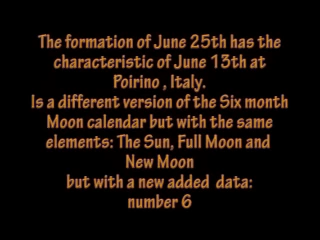 The formation of June 25th has the
characteristic of June 13th at
Poirino , Italy.
Is a different version of the Six month
Moon calendar but with the same
elements: The Sun, Full Moon and
New Moon
but with a new added data:
number 6